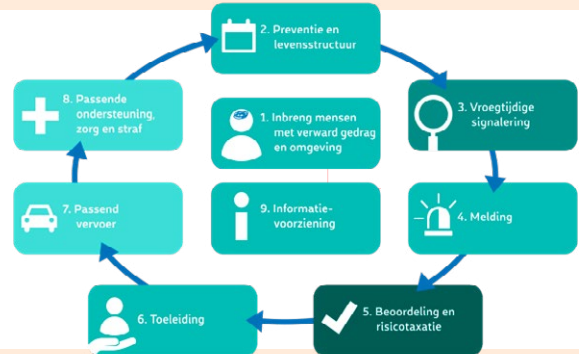 2. Preventie en
levensstructuur
8. Passende
ondersteuning,
zorg en straf
1. Inbreng mensen
met verward gedrag
en omgeving
3. Vroegtijdige
signalering
7. Passend
vervoer
9. Informatie-
voorziening
4. Melding
6. Toeleiding
5. Beoordeling en
risicotaxatie